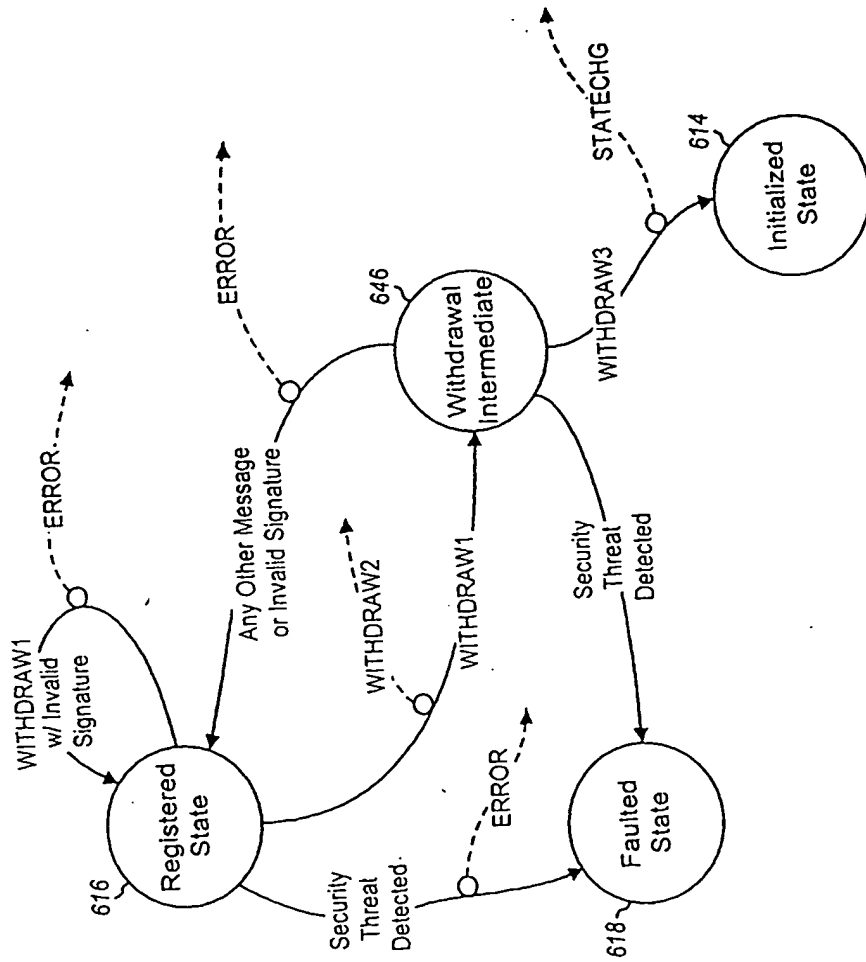 WITHDRAW1
w/ Invalid
Signature
ERROR
616
Registered
State
Any Other Message
or Invalid Signature
ERROR
WITHDRAW2
WITHDRAW1
646
Withdrawal
Intermediate
Security
Threat
Detected
ERROR
618
Faulted
State
Security
Threat
Detected
WITHDRAW3
STATECHG
614
Initialized
State